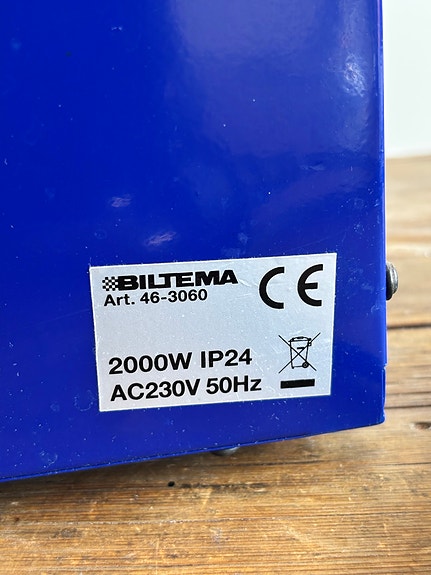 BILTEMA
Art. 46-3060
CE
2000W IP24
AC230V 50Hz